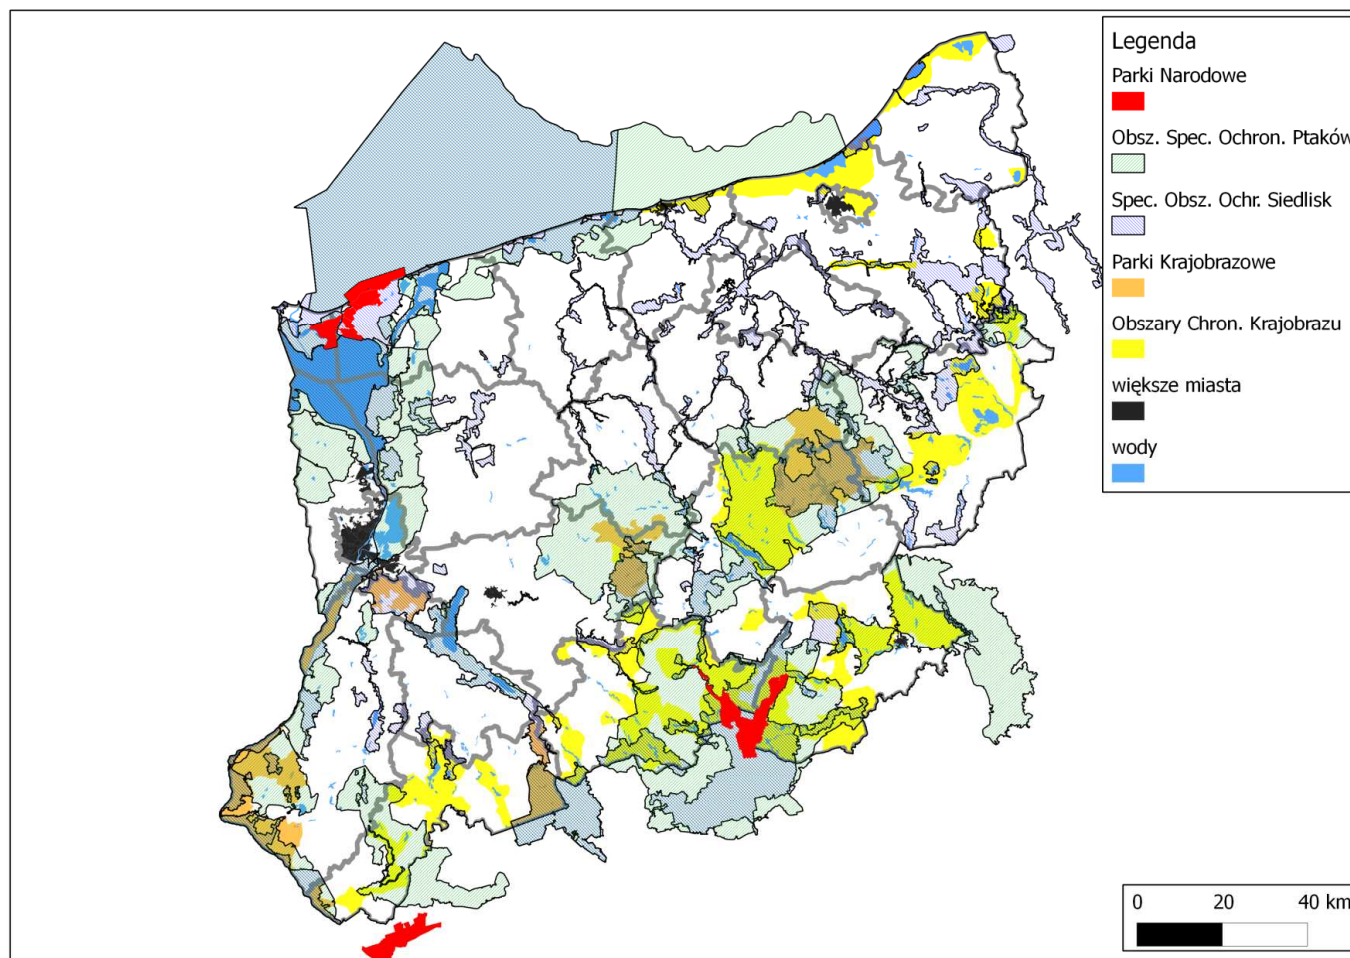 Legenda
Parki Narodowe
Obsz. Spec. Ochron. Ptaków
Spec. Obsz. Ochr. Siedlisk
Parki Krajobrazowe
Obszary Chron. Krajobrazu
większe miasta
wody
0 20 40 km